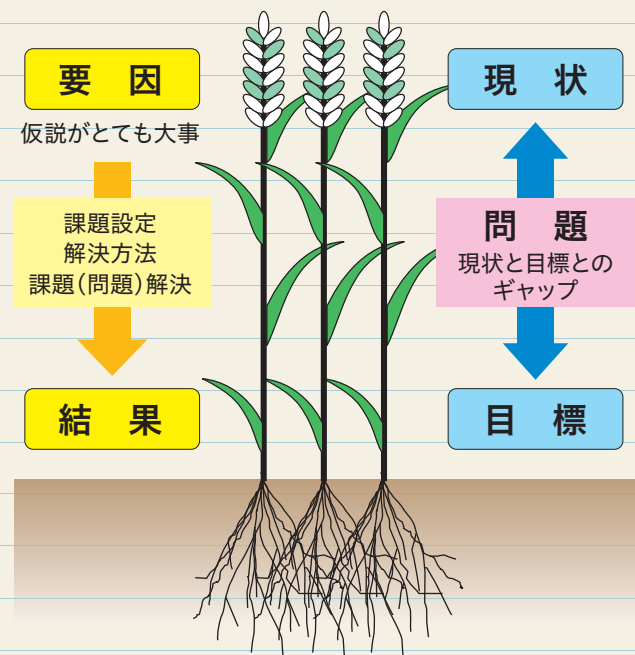 要 因
仮説がとても大事
課題設定
解決方法
課題(問題)解決
結 果
現 状
問 題
現状と目標との
ギャップ
目 標